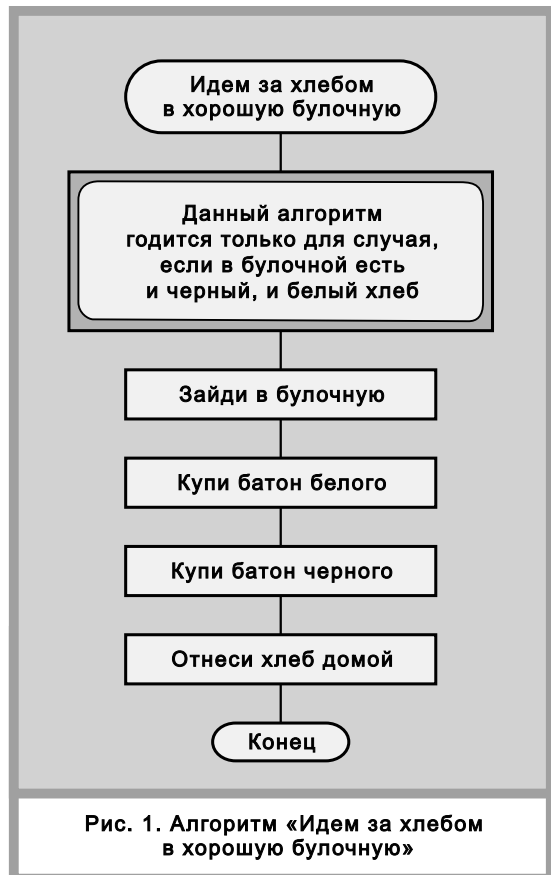 Идем за хлебом
в хорошую булочную
Данный алгоритм
годится только для случая,
если в булочной есть
и черный, и белый хлеб
Зайди в булочную
Купи батон белого
Купи батон черного
Отнеси хлеб домой
Конец
Рис. 1. Алгоритм «Идем за хлебом
в хорошую булочную»